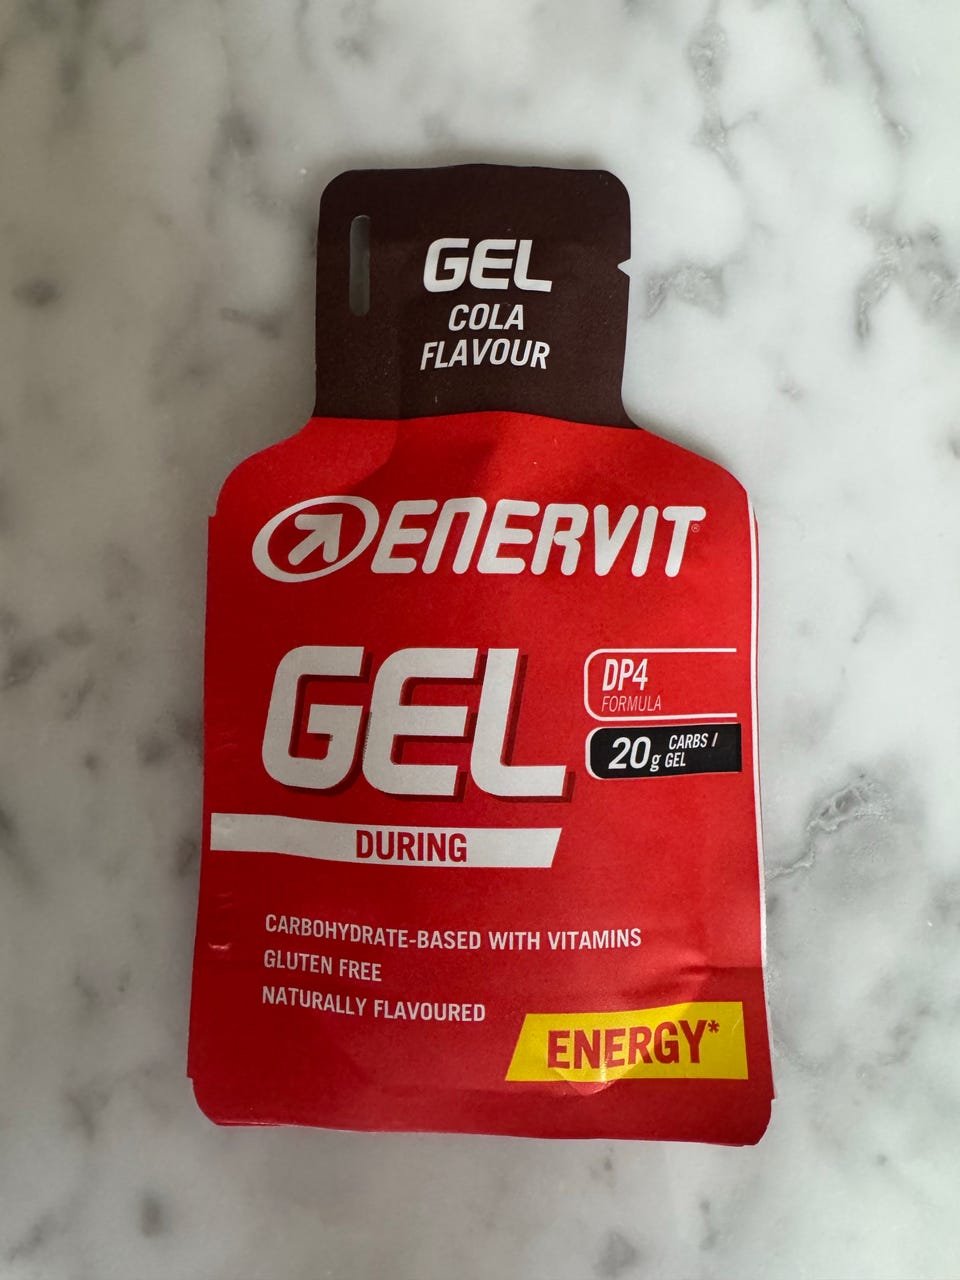 GEL
COLA
FLAVOUR
ENERVIT®
GEL
DP4
FORMULA
20g CARBS /
GEL
DURING
CARBOHYDRATE-BASED WITH VITAMINS
GLUTEN FREE
NATURALLY FLAVOURED
ENERGY*